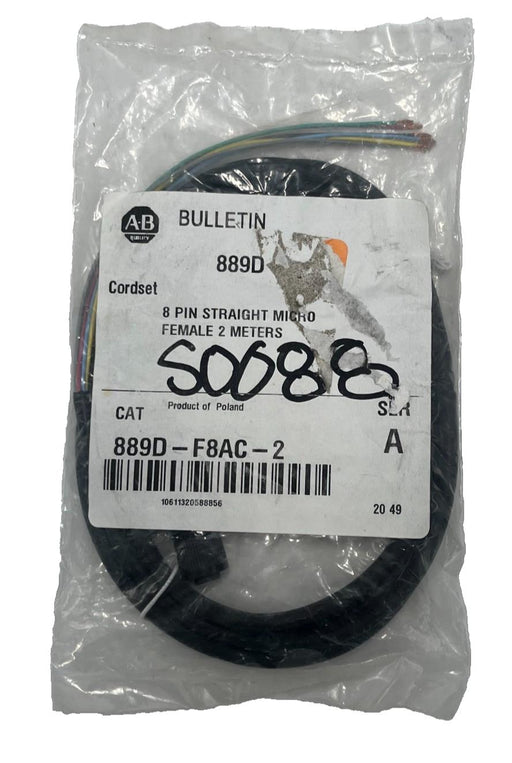 A·B
QUALITY
BULLETIN
889D
Cordset
8 PIN STRAIGHT MICRO
FEMALE 2 METERS
S0088
Product of Poland
CAT
SER
889D-F8AC-2
A
10611320588856
20 49